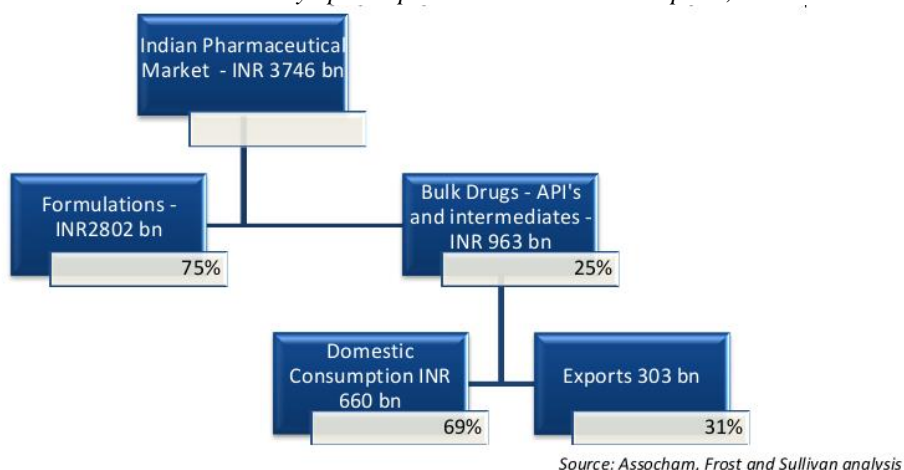 Indian Pharmaceutical
Market - INR 3746 bn
Formulations -
INR2802 bn
75%
Bulk Drugs - API's
and intermediates -
INR 963 bn
25%
Domestic
Consumption INR
660 bn
69%
Exports 303 bn
31%
Source: Assocham, Frost and Sullivan analysis